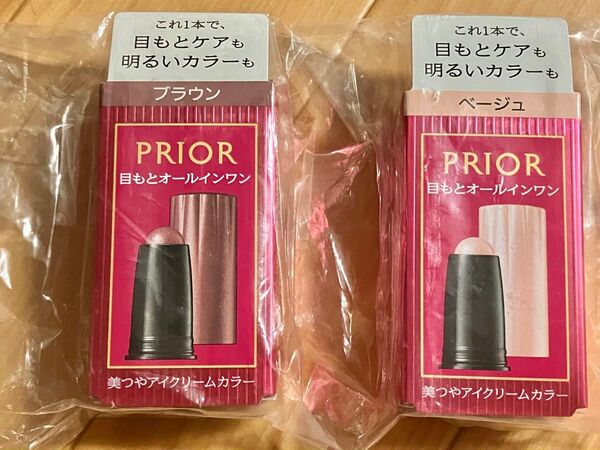 これ1本で、
目もとケアも
明るいカラーも
ブラウン
PRIOR
目もとオールインワン
美つやアイクリームカラー
これ1本で、
目もとケアも
明るいカラーも
ベージュ
PRIOR
目もとオールインワン
美つやアイクリームカラー